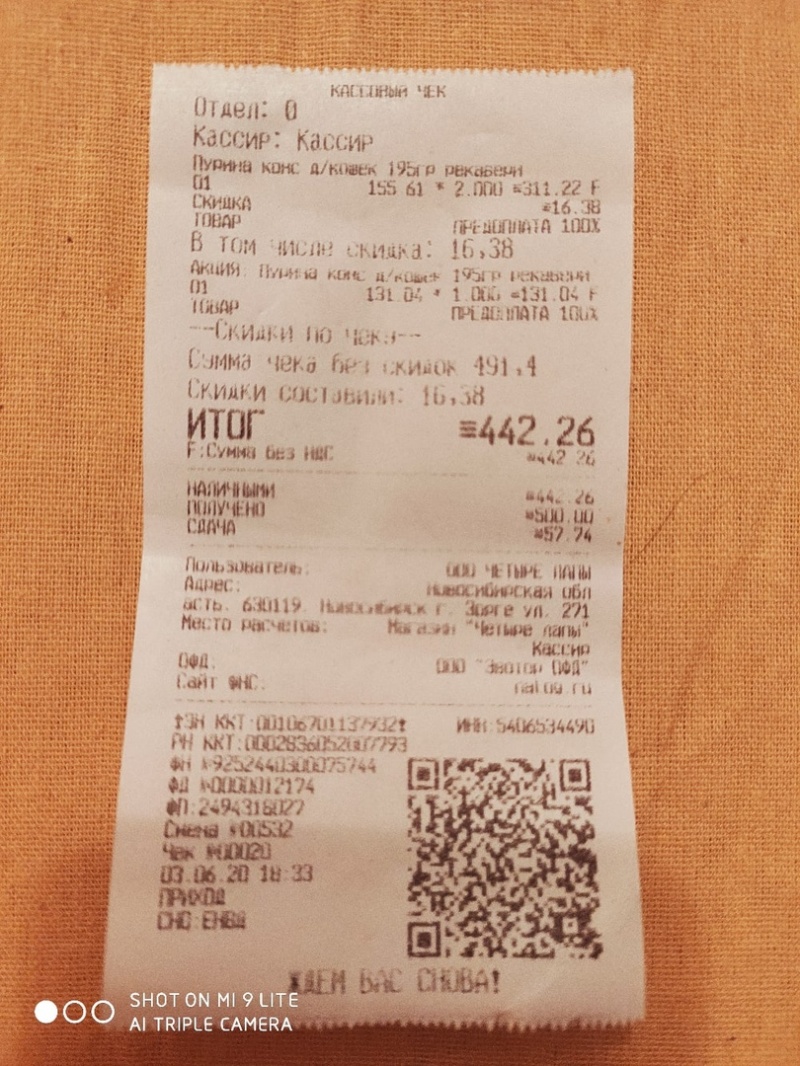 КАССОВЫЙ ЧЕК
Отдел: 0
Кассир: Кассир
Пурина конс д/кошек 195гр рекавери
01 155 61 * 2.000 =311.22 F
СКИДКА =16.38
ТОВАР ПРЕДОПЛАТА 100%
В том числе скидка: 16,38
Акция: Пурина конс д/кошек 195гр рекавери
01 131.04 * 1.000 =131.04 F
ТОВАР ПРЕДОПЛАТА 100%
--Скидки по чеку--
Сумма чека без скидок 491,4
Скидки составили: 16,38
ИТОГ =442.26
F:Сумма без НДС =442 26
НАЛИЧНЫМИ =442.26
ПОЛУЧЕНО =500.00
СДАЧА =57.74
Пользователь: ООО ЧЕТЫРЕ ЛАПЫ
Адрес: Новосибирская обл
асть. 630119. Новосибирск г. Зорге ул. 271
Место расчетов: Магазин "Четыре лапы"
Кассир
ОФД: ООО "Эвотор ОФД"
Сайт ФНС: nalog.ru
ЗН ККТ:00106701137932 ИНН:5406534490
РН ККТ:0002836052007793
ФН №9252440300075744
ФД №0000012174
ФП:2494318027
Смена №00532
Чек №00020
03.06.20 18:33
ПРИХОД
СНО:ЕНВД
ЖДЕМ ВАС СНОВА!
SHOT ON MI 9 LITE
AI TRIPLE CAMERA